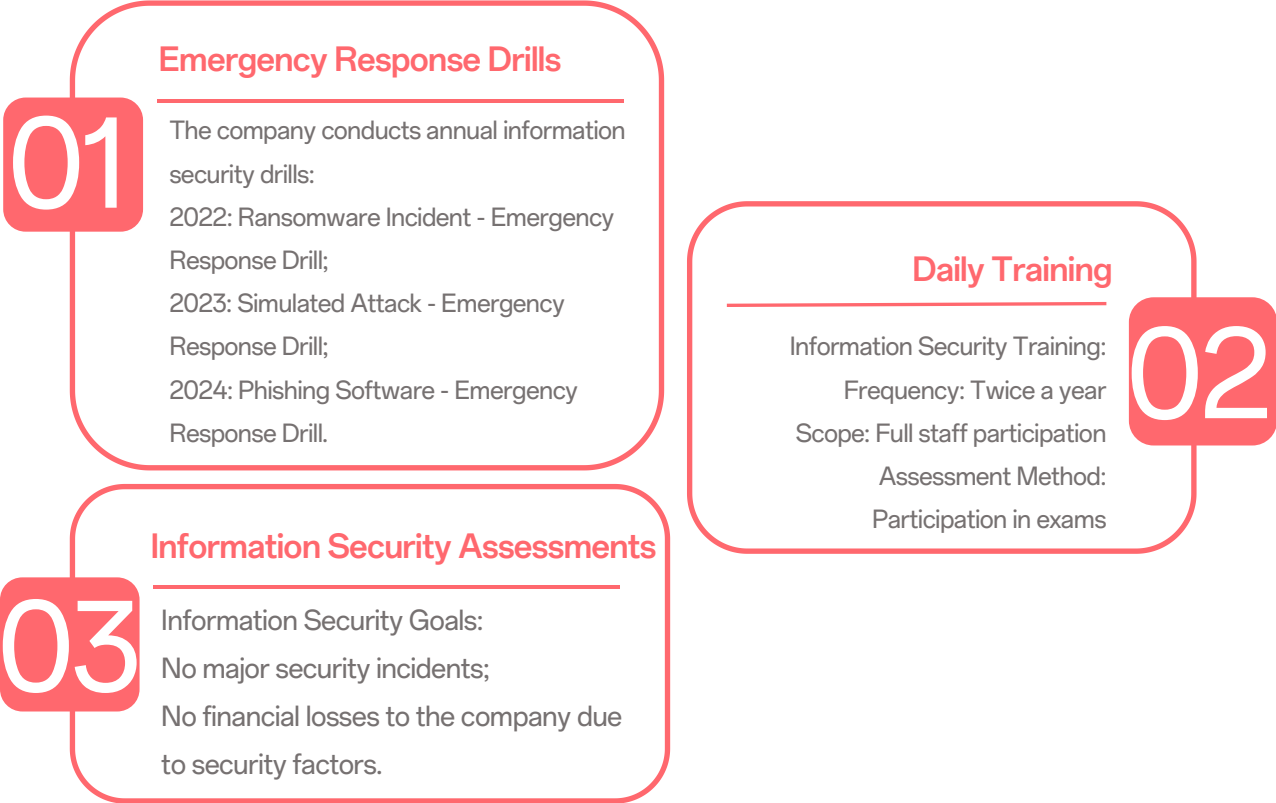 01
Emergency Response Drills
The company conducts annual information
security drills:
2022: Ransomware Incident - Emergency
Response Drill;
2023: Simulated Attack - Emergency
Response Drill;
2024: Phishing Software - Emergency
Response Drill.
02
Daily Training
Information Security Training:
Frequency: Twice a year
Scope: Full staff participation
Assessment Method:
Participation in exams
03
Information Security Assessments
Information Security Goals:
No major security incidents;
No financial losses to the company due
to security factors.